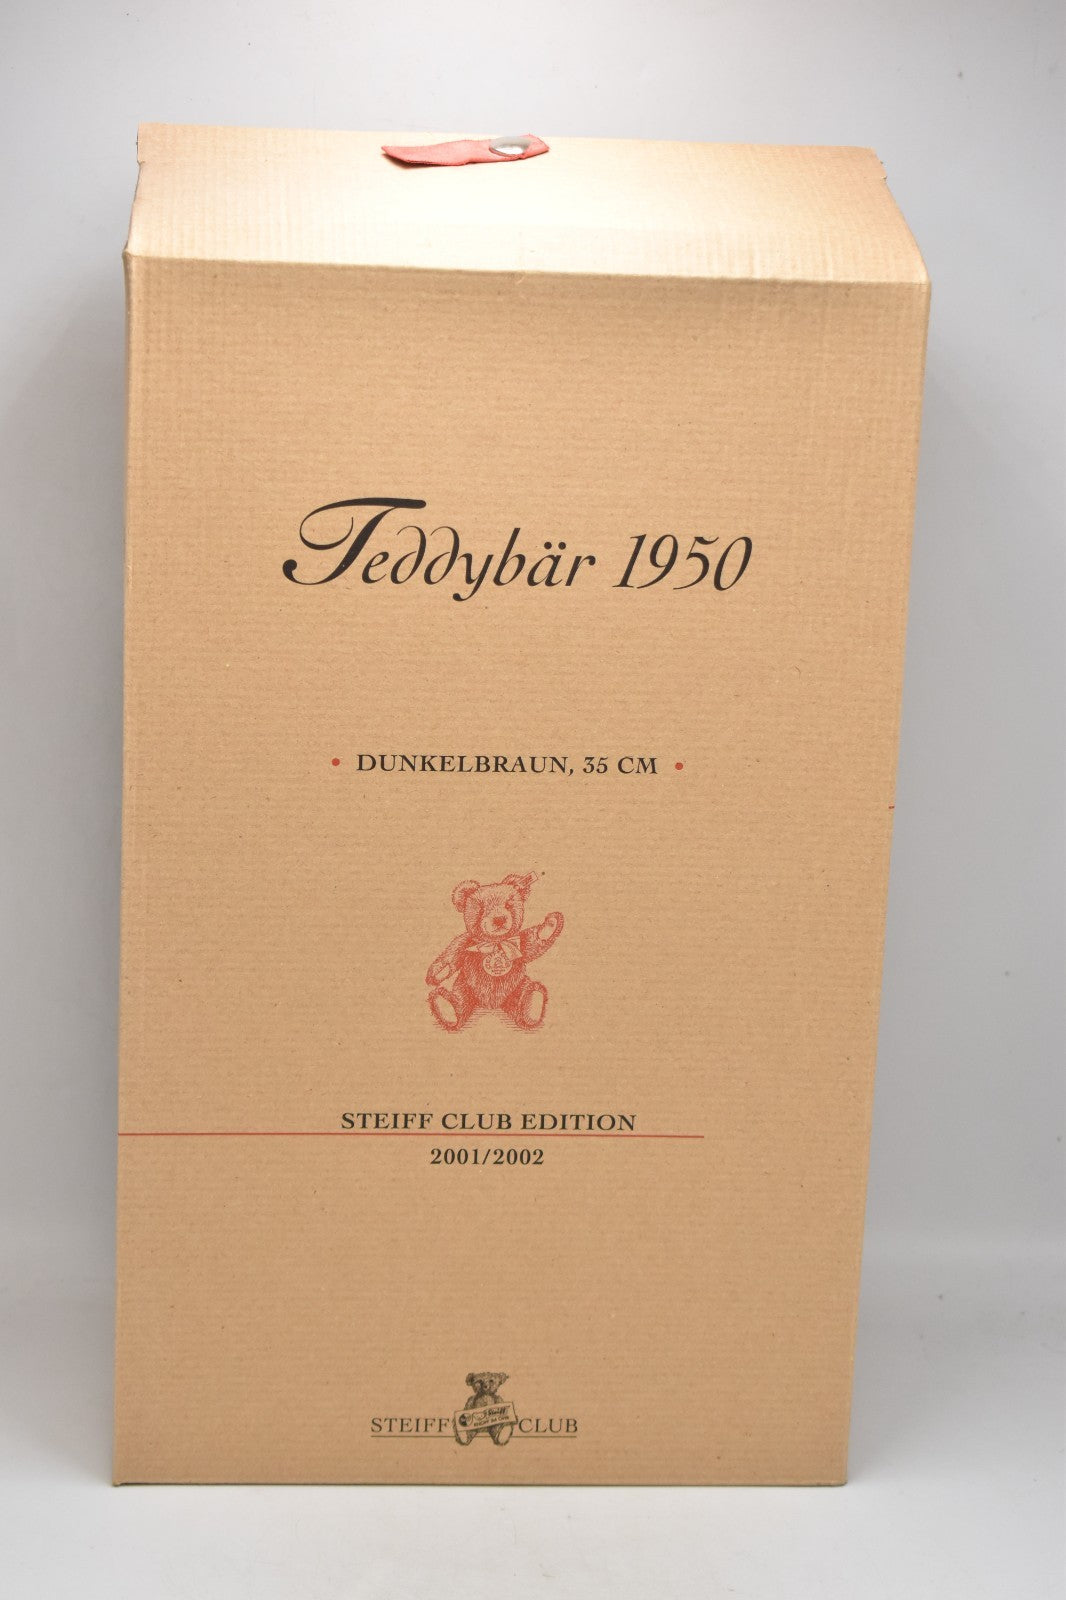 Teddybär 1950
• DUNKELBRAUN, 35 CM •
STEIFF CLUB EDITION
2001/2002
STEIFF CLUB